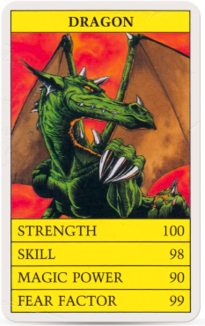 DRAGON
STRENGTH 100
SKILL 98
MAGIC POWER 90
FEAR FACTOR 99